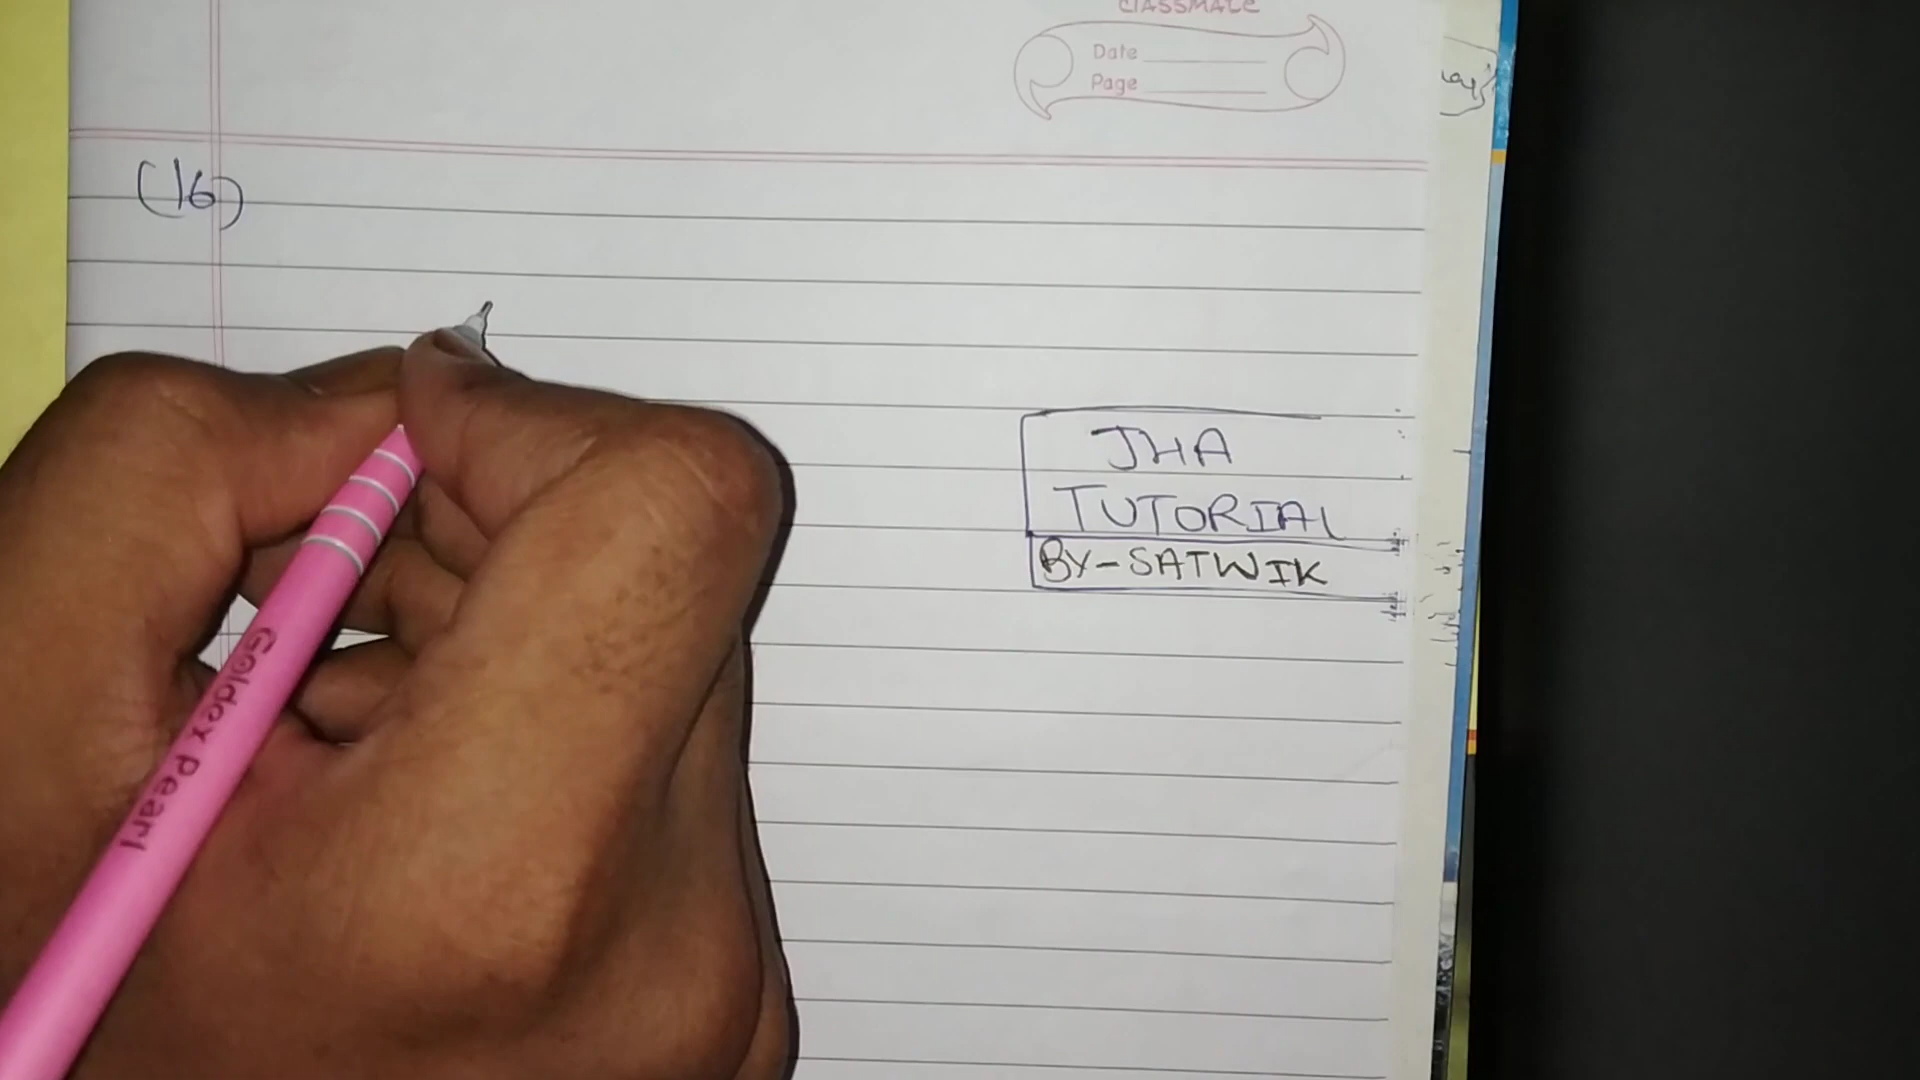 classmate
Date
Page
(16)
JHA
TUTORIAL
BY-SATWIK
Goldex Pearl